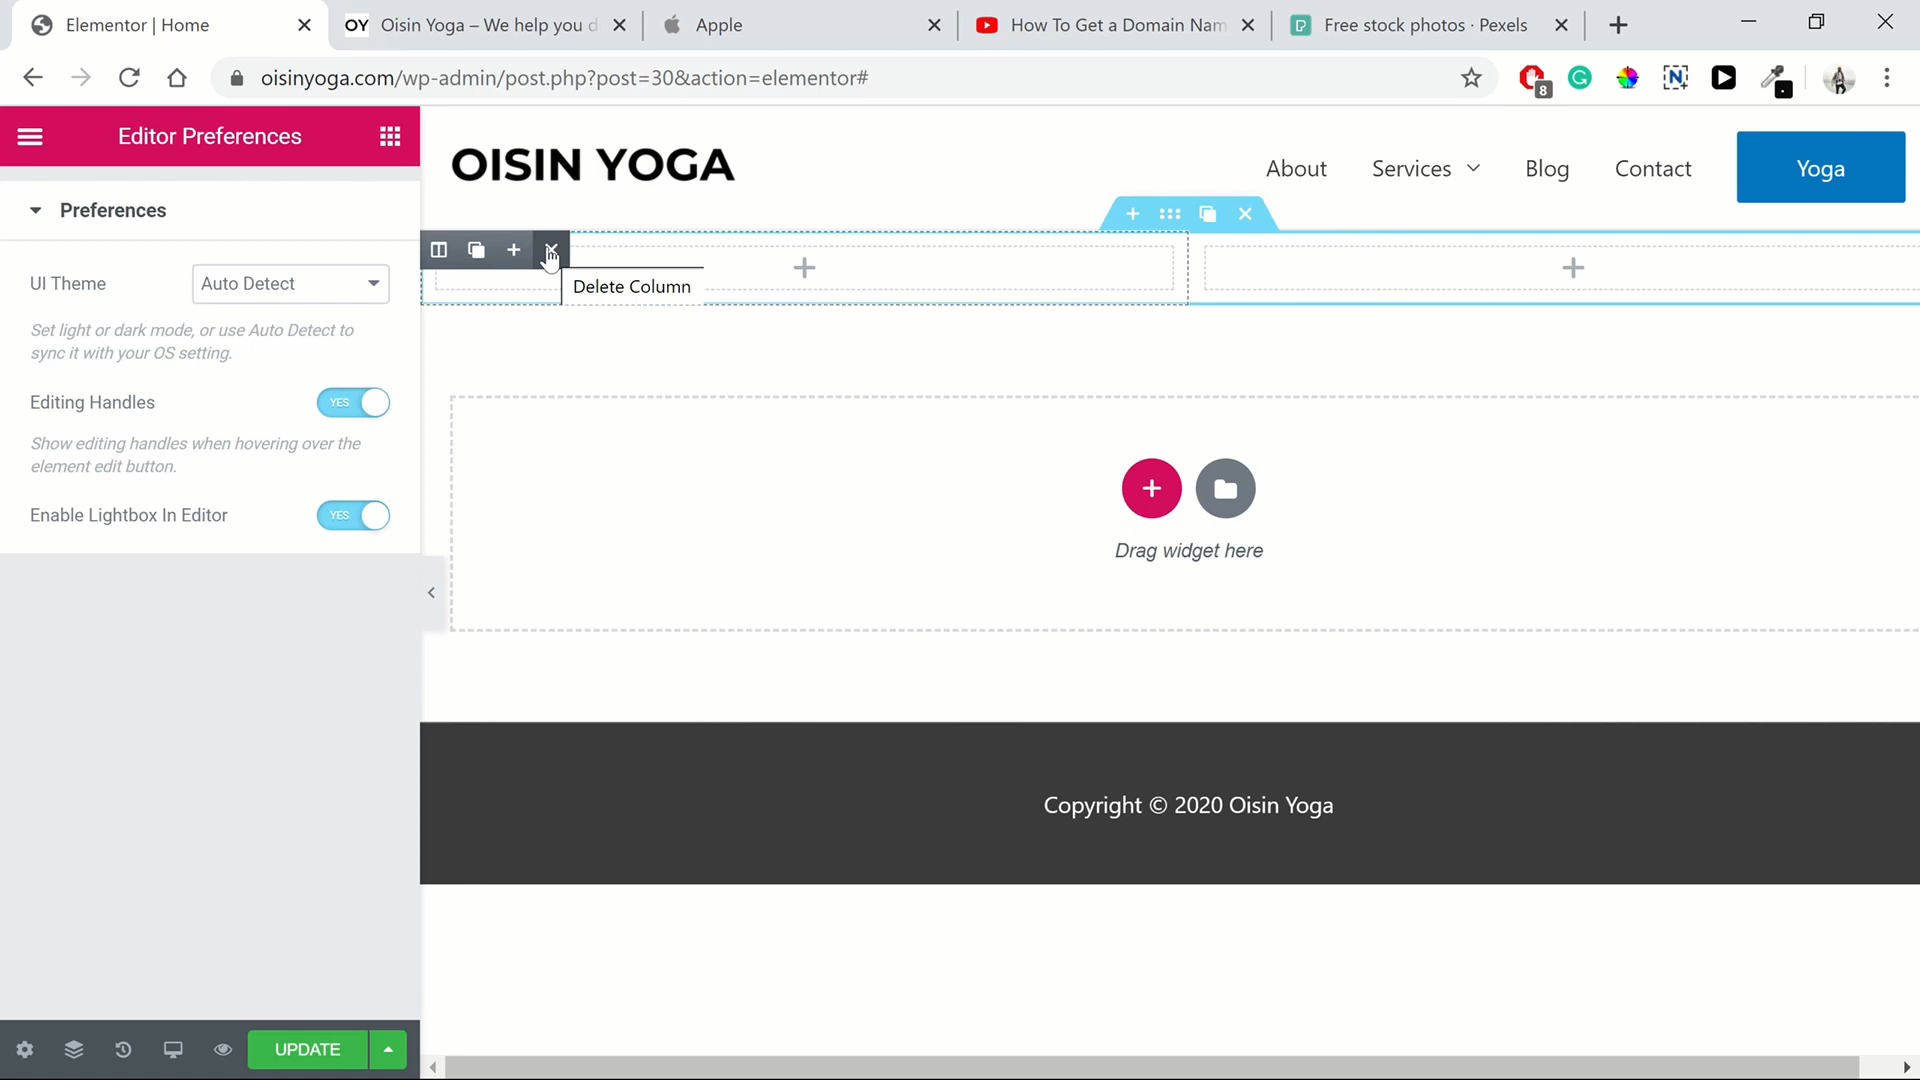 Elementor | Home
OY Oisin Yoga – We help you d
Apple
How To Get a Domain Nam
Free stock photos · Pexels
oisinyoga.com/wp-admin/post.php?post=30&action=elementor#
8
Editor Preferences
OISIN YOGA
About
Services
Blog
Contact
Yoga
Preferences
Delete Column
UI Theme
Auto Detect
Set light or dark mode, or use Auto Detect to
sync it with your OS setting.
Editing Handles
YES
Show editing handles when hovering over the
element edit button.
Enable Lightbox In Editor
YES
Drag widget here
Copyright © 2020 Oisin Yoga
UPDATE